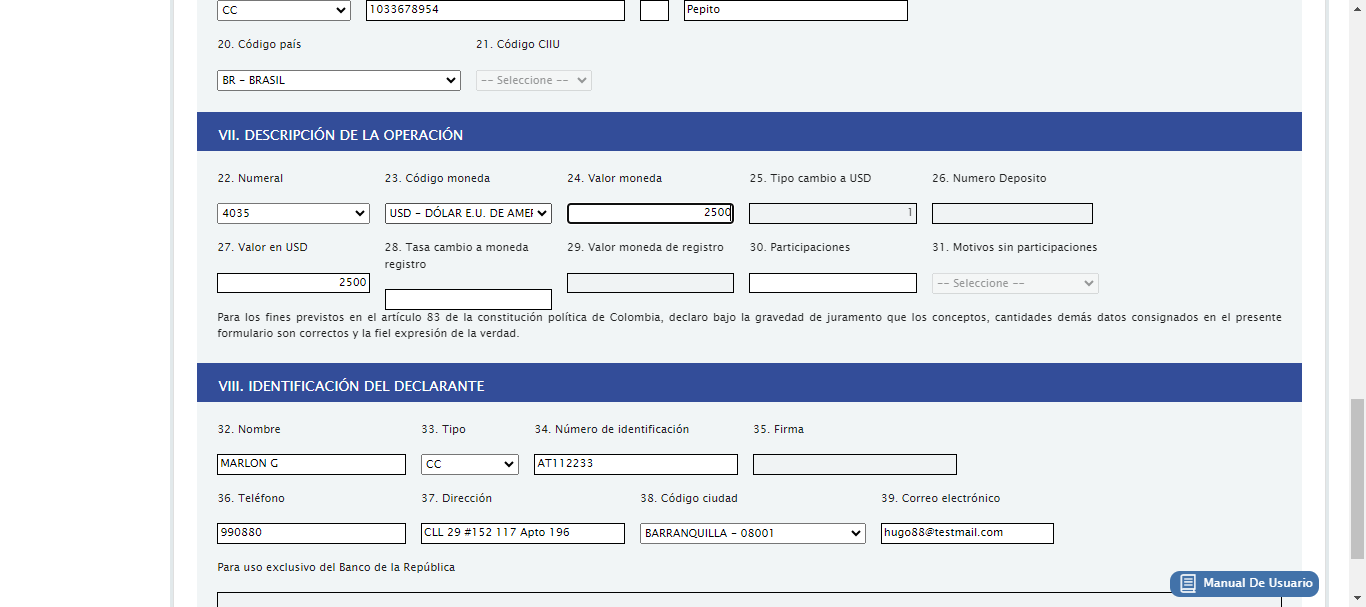 CC 1033678954 Pepito
20. Código país 21. Código CIIU
BR - BRASIL -- Seleccione --
VII. DESCRIPCIÓN DE LA OPERACIÓN
22. Numeral 23. Código moneda 24. Valor moneda 25. Tipo cambio a USD 26. Numero Deposito
4035 USD - DÓLAR E.U. DE AMER 2500 1
27. Valor en USD 28. Tasa cambio a moneda registro 29. Valor moneda de registro 30. Participaciones 31. Motivos sin participaciones
2500 -- Seleccione --
Para los fines previstos en el artículo 83 de la constitución política de Colombia, declaro bajo la gravedad de juramento que los conceptos, cantidades demás datos consignados en el presente
formulario son correctos y la fiel expresión de la verdad.
VIII. IDENTIFICACIÓN DEL DECLARANTE
32. Nombre 33. Tipo 34. Número de identificación 35. Firma
MARLON G CC AT112233
36. Teléfono 37. Dirección 38. Código ciudad 39. Correo electrónico
990880 CLL 29 #152 117 Apto 196 BARRANQUILLA - 08001 hugo88@testmail.com
Para uso exclusivo del Banco de la República
Manual De Usuario